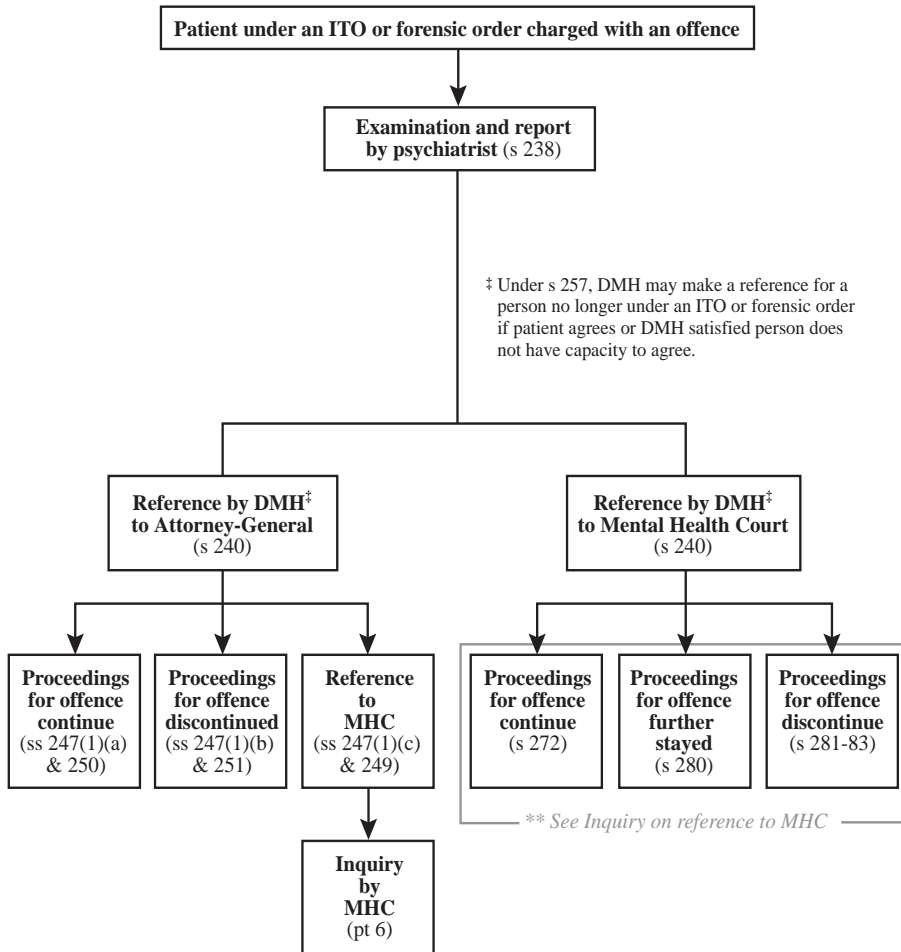 Patient under an ITO or forensic order charged with an offence
Examination and report
by psychiatrist (s 238)
‡ Under s 257, DMH may make a reference for a
person no longer under an ITO or forensic order
if patient agrees or DMH satisfied person does
not have capacity to agree.
Reference by DMH‡
to Attorney-General
(s 240)
Reference by DMH‡
to Mental Health Court
(s 240)
Proceedings
for offence
continue
(ss 247(1)(a)
& 250)
Proceedings
for offence
discontinued
(ss 247(1)(b)
& 251)
Reference
to
MHC
(ss 247(1)(c)
& 249)
Proceedings
for offence
continue
(s 272)
Proceedings
for offence
further
stayed
(s 280)
Proceedings
for offence
discontinue
(s 281-83)
** See Inquiry on reference to MHC
Inquiry
by
MHC
(pt 6)